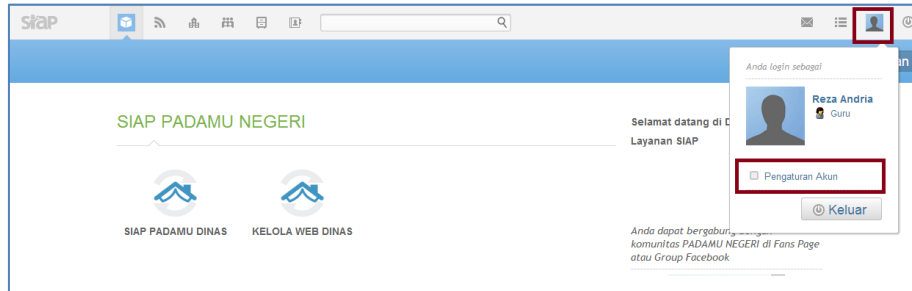 siap
an
Anda login sebagai
Reza Andria
Guru
Pengaturan Akun
Keluar
SIAP PADAMU NEGERI
SIAP PADAMU DINAS
KELOLA WEB DINAS
Selamat datang di D
Layanan SIAP
Anda dapat bergabung dengan
komunitas PADAMU NEGERI di Fans Page
atau Group Facebook